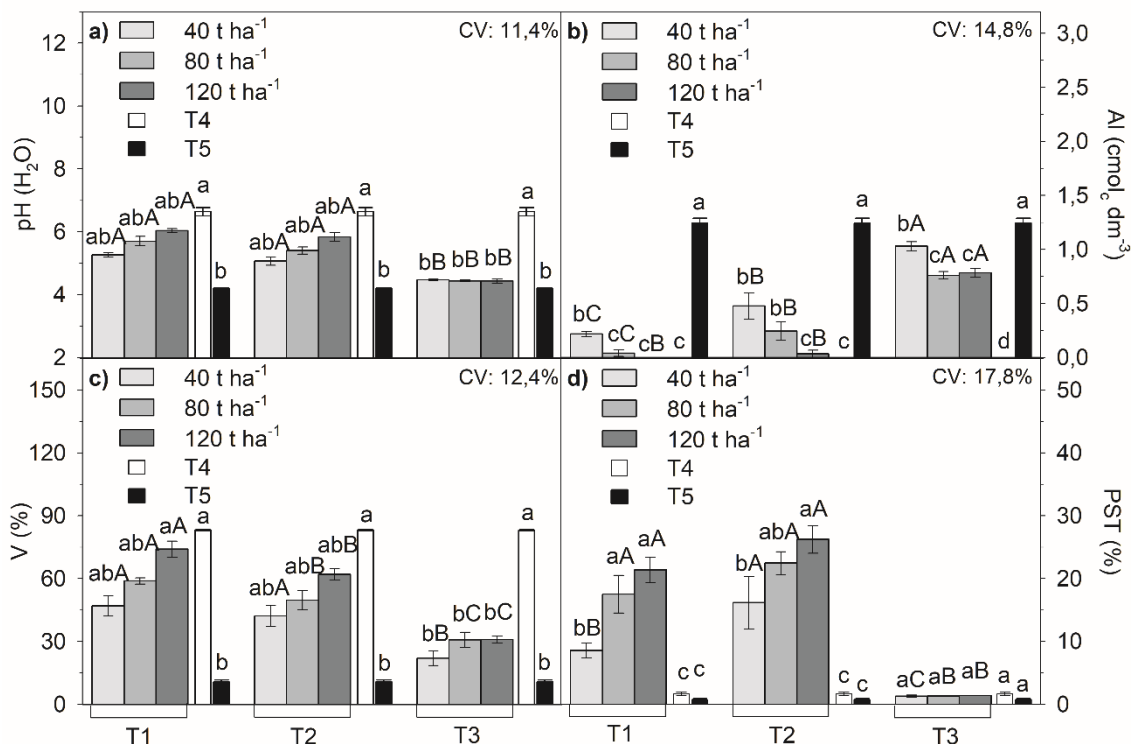 a)
CV: 11,4%
40 t ha⁻¹
80 t ha⁻¹
120 t ha⁻¹
T4
T5
pH (H₂O)
12
10
8
6
4
2
abA abA abA a b
abA abA abA a b
bB bB bB a b
b)
CV: 14,8%
40 t ha⁻¹
80 t ha⁻¹
120 t ha⁻¹
T4
T5
Al (cmol꜀ dm⁻³)
3,0
2,5
2,0
1,5
1,0
0,5
0,0
bC cC cB c a
bB bB cB c a
bA cA cA d a
c)
CV: 12,4%
40 t ha⁻¹
80 t ha⁻¹
120 t ha⁻¹
T4
T5
V (%)
150
120
90
60
30
0
abA abA aA a b
abA abB abB a b
bB bC bC a b
T1 T2 T3
d)
CV: 17,8%
40 t ha⁻¹
80 t ha⁻¹
120 t ha⁻¹
T4
T5
PST (%)
50
40
30
20
10
0
bB aA aA c c
bA abA aA c c
aC aB aB a a
T1 T2 T3